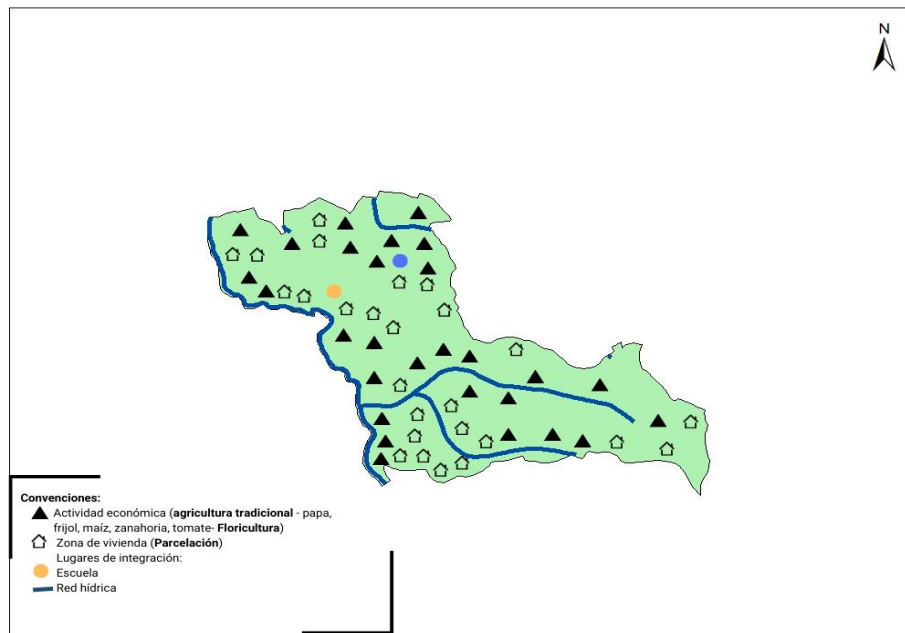 N
Convenciones:
Actividad económica (agricultura tradicional - papa,
frijol, maíz, zanahoria, tomate- Floricultura)
Zona de vivienda (Parcelación)
Lugares de integración:
Escuela
Red hídrica